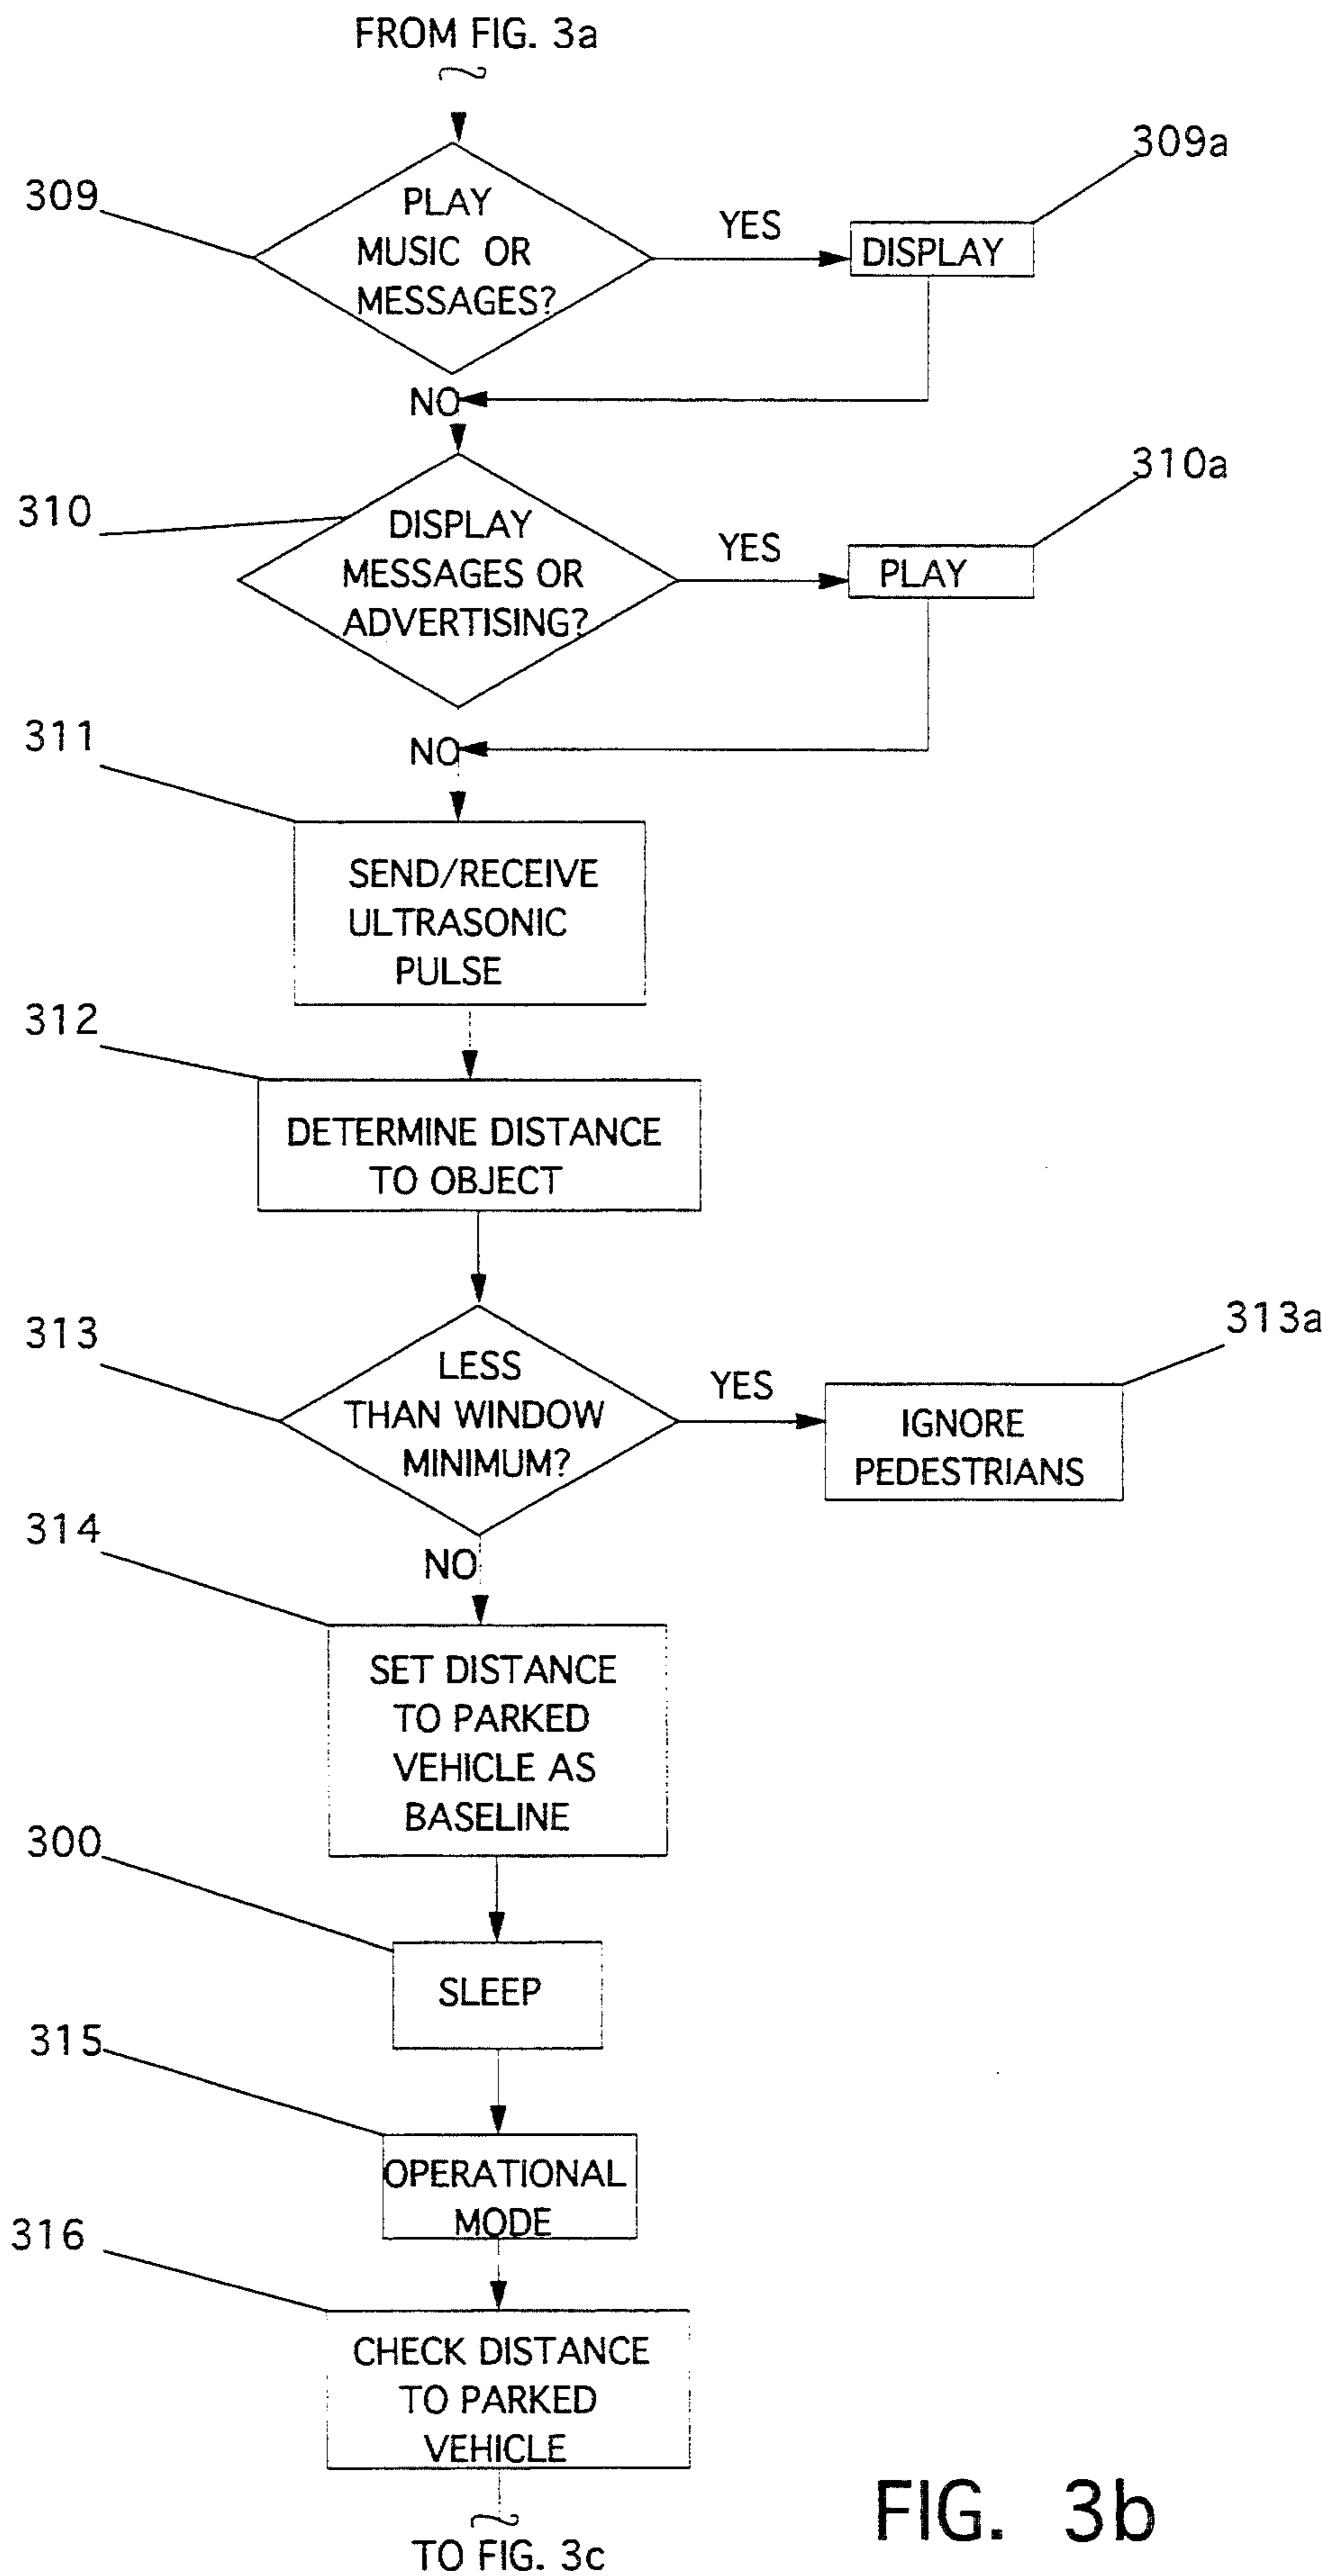 FROM FIG. 3a
309a
309
PLAY
MUSIC OR
MESSAGES?
YES
DISPLAY
NO
310a
310
DISPLAY
MESSAGES OR
ADVERTISING?
YES
PLAY
NO
311
SEND/RECEIVE
ULTRASONIC
PULSE
312
DETERMINE DISTANCE
TO OBJECT
313
313a
LESS
THAN WINDOW
MINIMUM?
YES
IGNORE
PEDESTRIANS
NO
314
SET DISTANCE
TO PARKED
VEHICLE AS
BASELINE
300
SLEEP
315
OPERATIONAL
MODE
316
CHECK DISTANCE
TO PARKED
VEHICLE
TO FIG. 3c
FIG. 3b